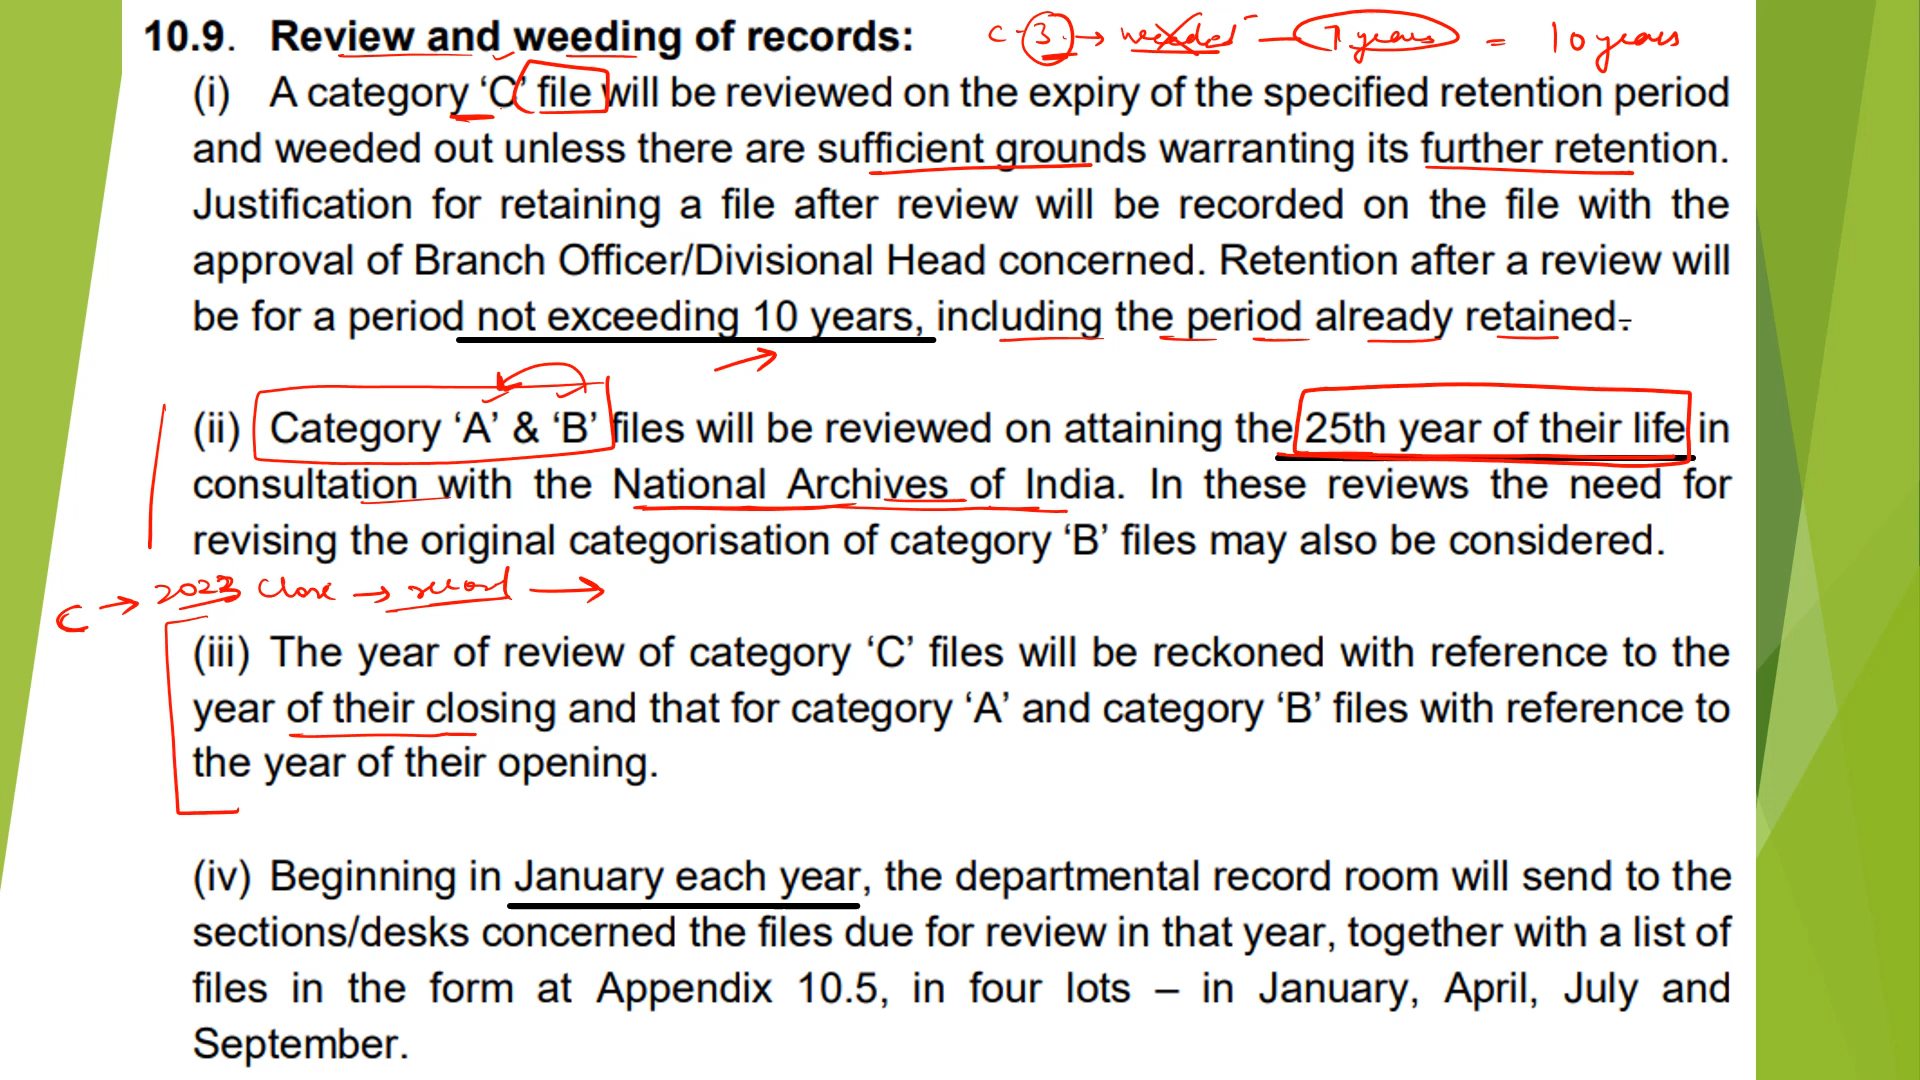 10.9. Review and weeding of records:
c-3 → weeded – 7 years = 10 years
(i) A category ‘C’ file will be reviewed on the expiry of the specified retention period
and weeded out unless there are sufficient grounds warranting its further retention.
Justification for retaining a file after review will be recorded on the file with the
approval of Branch Officer/Divisional Head concerned. Retention after a review will
be for a period not exceeding 10 years, including the period already retained.
(ii) Category ‘A’ & ‘B’ files will be reviewed on attaining the 25th year of their life in
consultation with the National Archives of India. In these reviews the need for
revising the original categorisation of category ‘B’ files may also be considered.
C → 2023 close → record →
(iii) The year of review of category ‘C’ files will be reckoned with reference to the
year of their closing and that for category ‘A’ and category ‘B’ files with reference to
the year of their opening.
(iv) Beginning in January each year, the departmental record room will send to the
sections/desks concerned the files due for review in that year, together with a list of
files in the form at Appendix 10.5, in four lots – in January, April, July and
September.